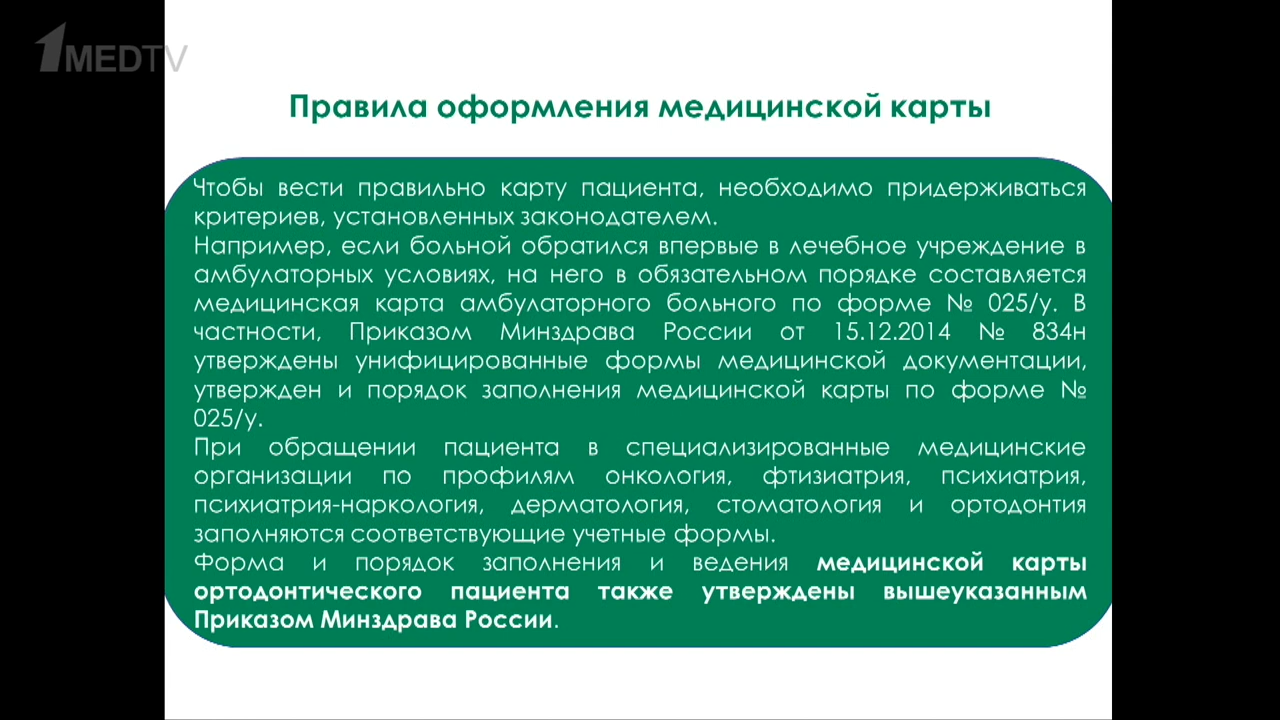 1MEDTV
Правила оформления медицинской карты
Чтобы вести правильно карту пациента, необходимо придерживаться
критериев, установленных законодателем.
Например, если больной обратился впервые в лечебное учреждение в
амбулаторных условиях, на него в обязательном порядке составляется
медицинская карта амбулаторного больного по форме № 025/у. В
частности, Приказом Минздрава России от 15.12.2014 № 834н
утверждены унифицированные формы медицинской документации,
утвержден и порядок заполнения медицинской карты по форме №
025/у.
При обращении пациента в специализированные медицинские
организации по профилям онкология, фтизиатрия, психиатрия,
психиатрия-наркология, дерматология, стоматология и ортодонтия
заполняются соответствующие учетные формы.
Форма и порядок заполнения и ведения медицинской карты
ортодонтического пациента также утверждены вышеуказанным
Приказом Минздрава России.